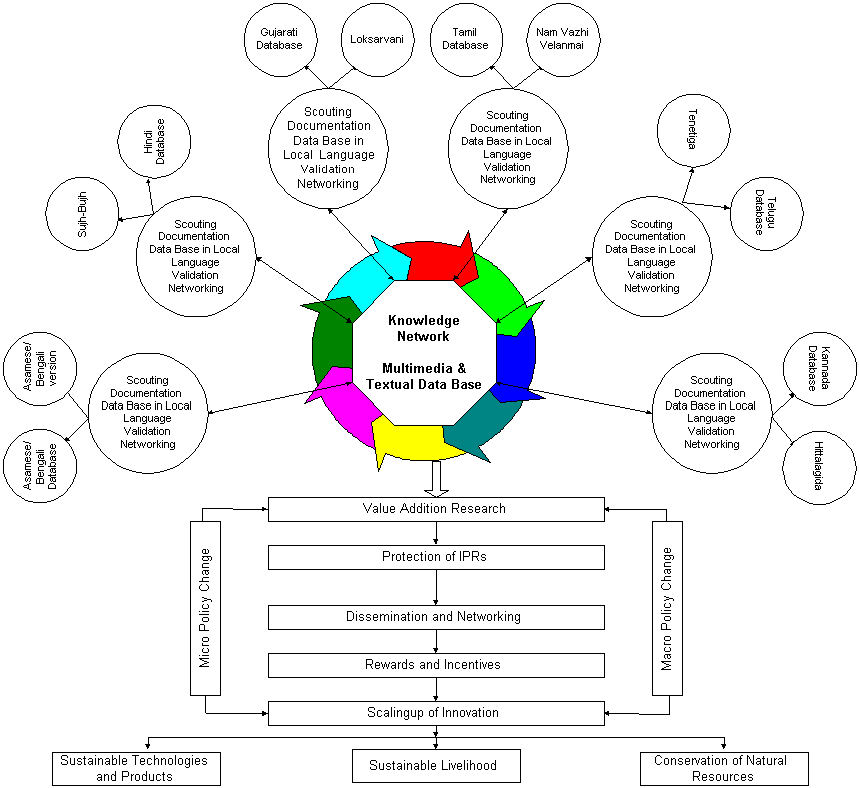 Gujarati
Database
Loksarvani
Tamil
Database
Nam Vazhi
Velanmai
Scouting
Documentation
Data Base in
Local Language
Validation
Networking
Scouting
Documentation
Data Base in Local
Language
Validation
Networking
Hindi
Database
Tenetiga
Sujh-Bujh
Telugu
Database
Scouting
Documentation
Data Base in Local
Language
Validation
Networking
Scouting
Documentation
Data Base in Local
Language
Validation
Networking
Knowledge
Network
Multimedia &
Textual Data Base
Asamese/
Bengali
version
Kannada
Database
Scouting
Documentation
Data Base in Local
Language
Validation
Networking
Scouting
Documentation
Data Base in Local
Language
Validation
Networking
Asamese/
Bengali
Database
Hittalagida
Value Addition Research
Protection of IPRs
Micro Policy Change
Macro Policy Change
Dissemination and Networking
Rewards and Incentives
Scalingup of Innovation
Sustainable Technologies
and Products
Sustainable Livelihood
Conservation of Natural
Resources